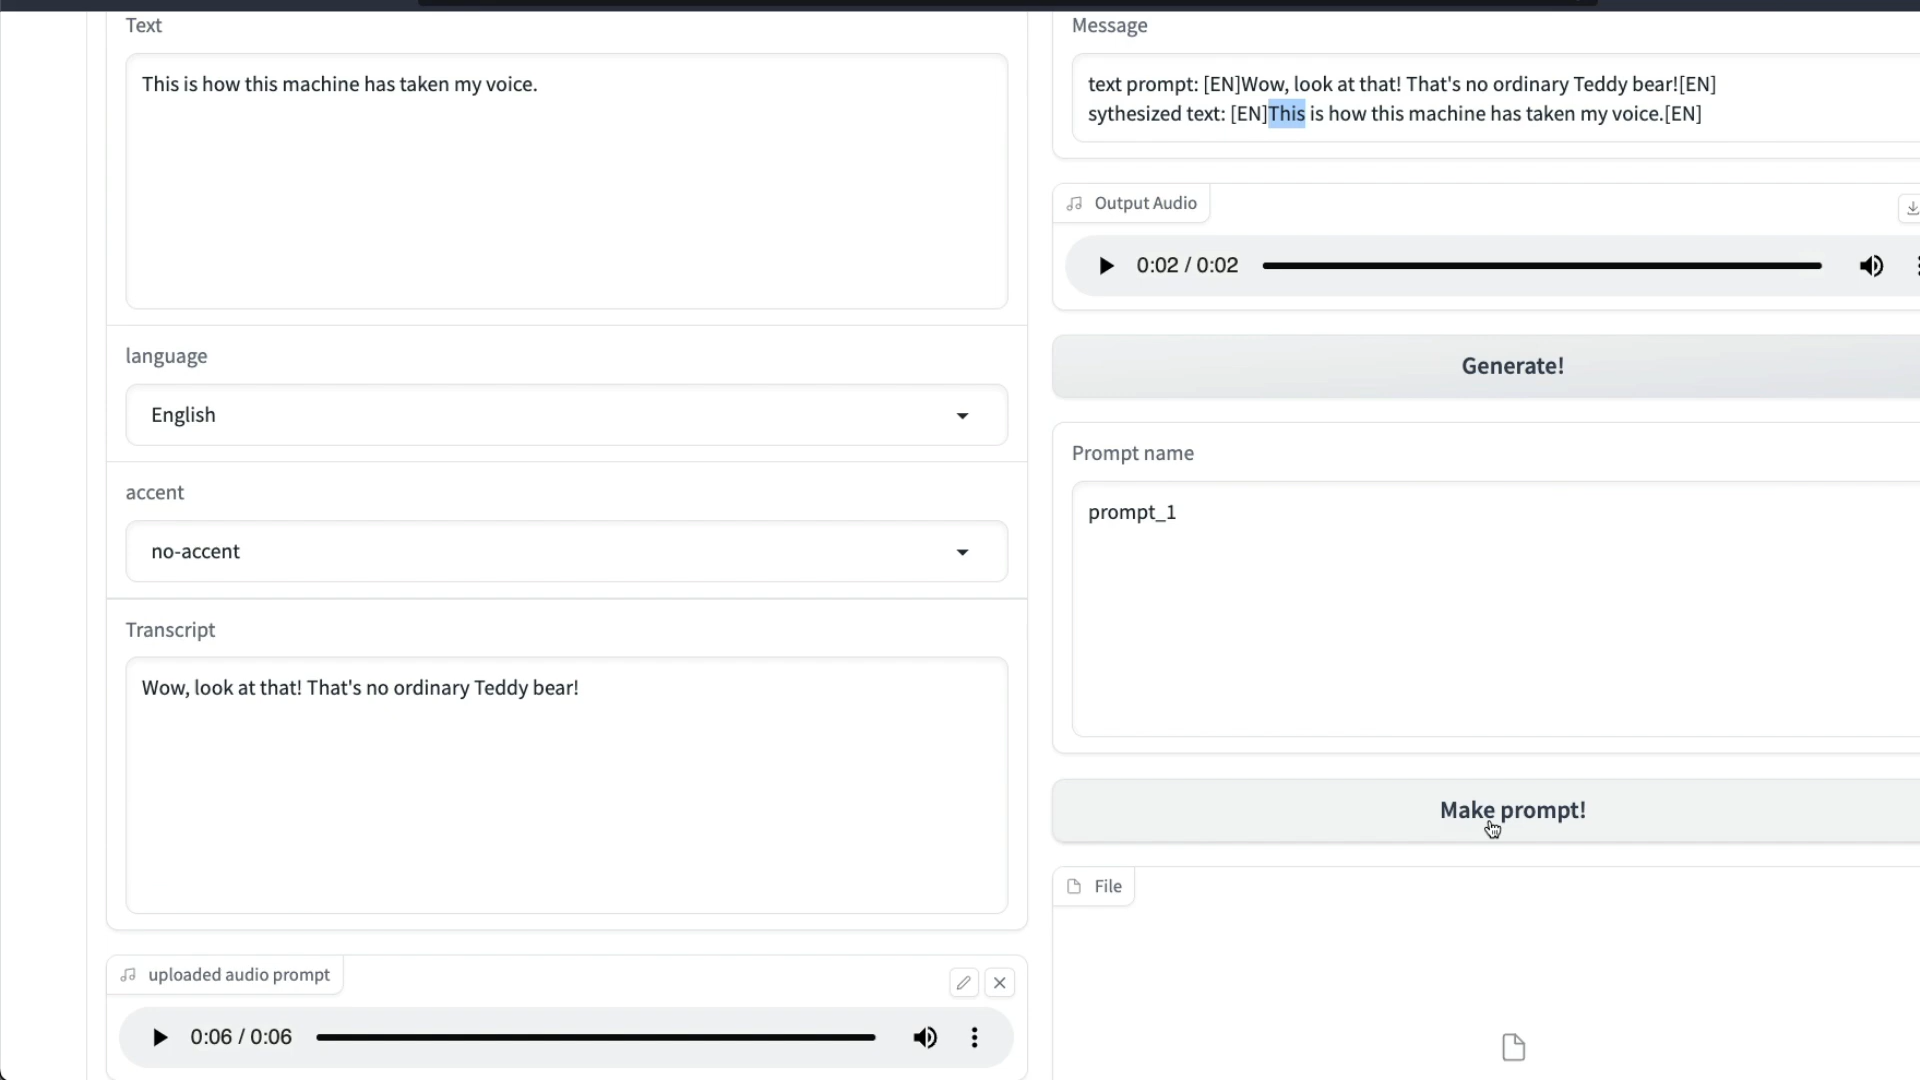 Text
This is how this machine has taken my voice.
language
English
accent
no-accent
Transcript
Wow, look at that! That's no ordinary Teddy bear!
uploaded audio prompt
0:06 / 0:06
Message
text prompt: [EN]Wow, look at that! That's no ordinary Teddy bear![EN]
sythesized text: [EN]This is how this machine has taken my voice.[EN]
Output Audio
0:02 / 0:02
Generate!
Prompt name
prompt_1
Make prompt!
File